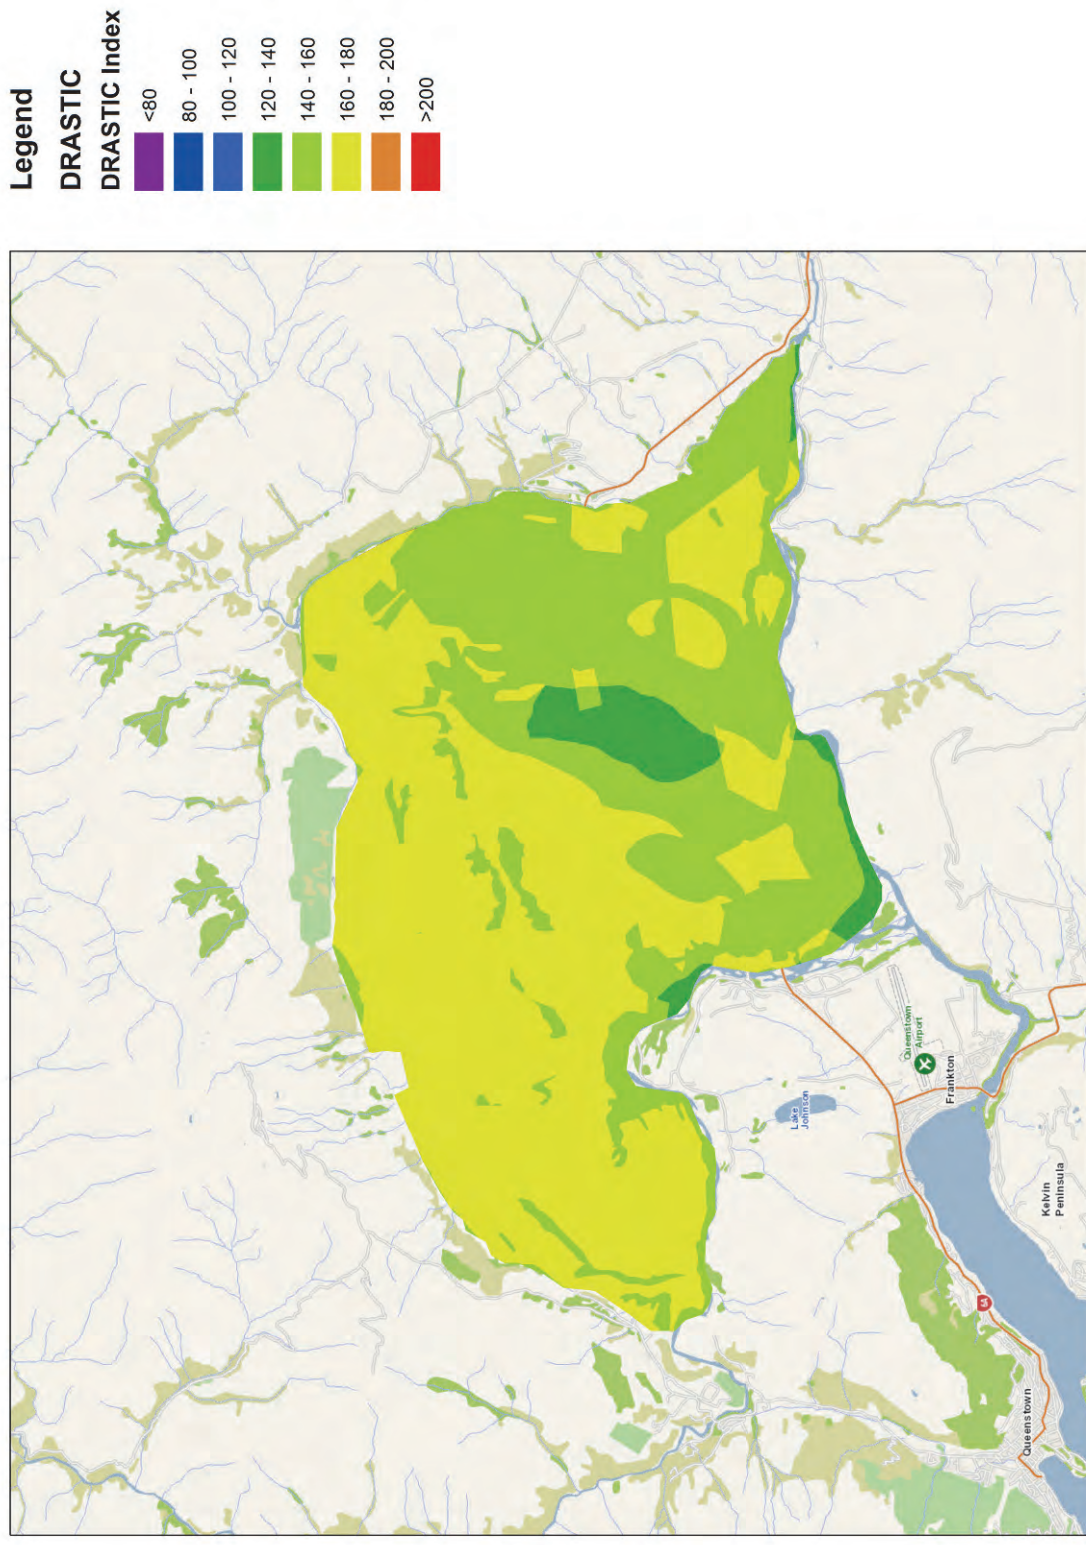 Legend
DRASTIC
DRASTIC Index
<80
80 - 100
100 - 120
120 - 140
140 - 160
160 - 180
180 - 200
>200
Queenstown
Airport
Frankton
Lake
Johnson
Kelvin
Peninsula
6A
Queenstown